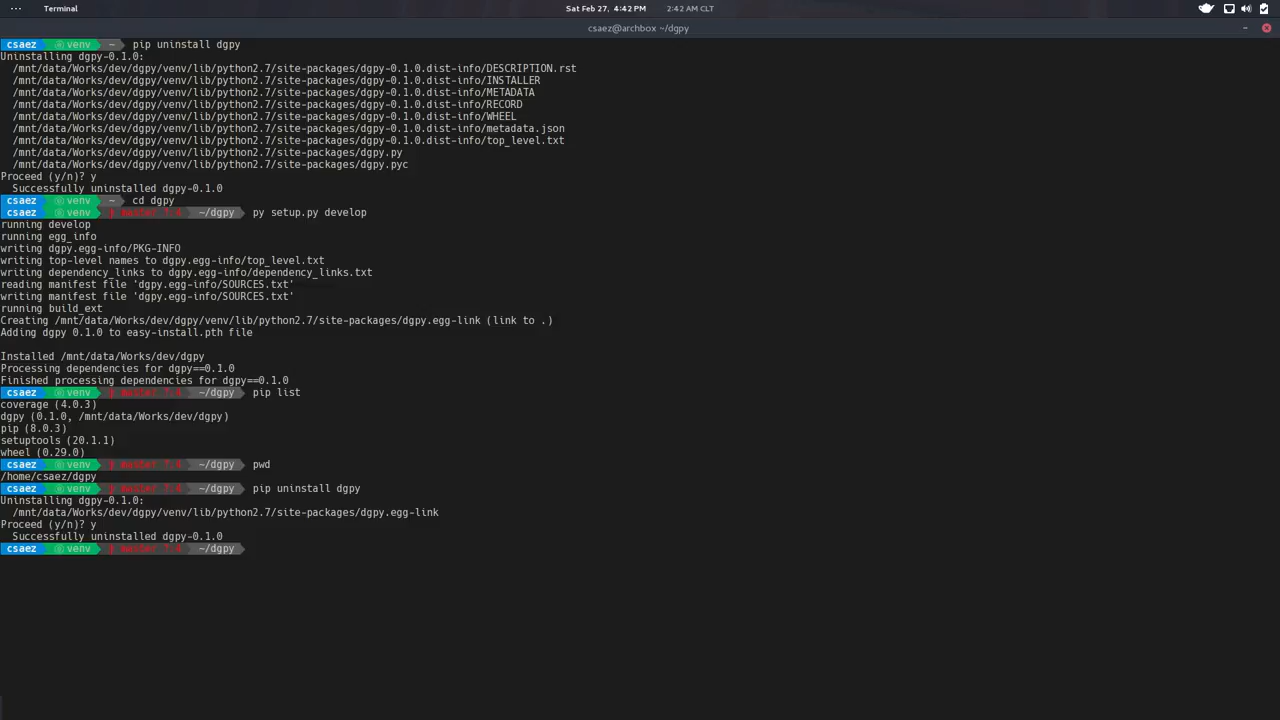 Terminal
Sat Feb 27, 4:42 PM
2:42 AM CLT
csaez@archbox ~/dgpy
csaez venv ~ pip uninstall dgpy
Uninstalling dgpy-0.1.0:
/mnt/data/Works/dev/dgpy/venv/lib/python2.7/site-packages/dgpy-0.1.0.dist-info/DESCRIPTION.rst
/mnt/data/Works/dev/dgpy/venv/lib/python2.7/site-packages/dgpy-0.1.0.dist-info/INSTALLER
/mnt/data/Works/dev/dgpy/venv/lib/python2.7/site-packages/dgpy-0.1.0.dist-info/METADATA
/mnt/data/Works/dev/dgpy/venv/lib/python2.7/site-packages/dgpy-0.1.0.dist-info/RECORD
/mnt/data/Works/dev/dgpy/venv/lib/python2.7/site-packages/dgpy-0.1.0.dist-info/WHEEL
/mnt/data/Works/dev/dgpy/venv/lib/python2.7/site-packages/dgpy-0.1.0.dist-info/metadata.json
/mnt/data/Works/dev/dgpy/venv/lib/python2.7/site-packages/dgpy-0.1.0.dist-info/top_level.txt
/mnt/data/Works/dev/dgpy/venv/lib/python2.7/site-packages/dgpy.py
/mnt/data/Works/dev/dgpy/venv/lib/python2.7/site-packages/dgpy.pyc
Proceed (y/n)? y
Successfully uninstalled dgpy-0.1.0
csaez venv ~ cd dgpy
csaez venv master ~/dgpy py setup.py develop
running develop
running egg_info
writing dgpy.egg-info/PKG-INFO
writing top-level names to dgpy.egg-info/top_level.txt
writing dependency_links to dgpy.egg-info/dependency_links.txt
reading manifest file 'dgpy.egg-info/SOURCES.txt'
writing manifest file 'dgpy.egg-info/SOURCES.txt'
running build_ext
Creating /mnt/data/Works/dev/dgpy/venv/lib/python2.7/site-packages/dgpy.egg-link (link to .)
Adding dgpy 0.1.0 to easy-install.pth file
Installed /mnt/data/Works/dev/dgpy
Processing dependencies for dgpy==0.1.0
Finished processing dependencies for dgpy==0.1.0
csaez venv master ~/dgpy pip list
coverage (4.0.3)
dgpy (0.1.0, /mnt/data/Works/dev/dgpy)
pip (8.0.3)
setuptools (20.1.1)
wheel (0.29.0)
csaez venv master ~/dgpy pwd
/home/csaez/dgpy
csaez venv master ~/dgpy pip uninstall dgpy
Uninstalling dgpy-0.1.0:
/mnt/data/Works/dev/dgpy/venv/lib/python2.7/site-packages/dgpy.egg-link
Proceed (y/n)? y
Successfully uninstalled dgpy-0.1.0
csaez venv master ~/dgpy